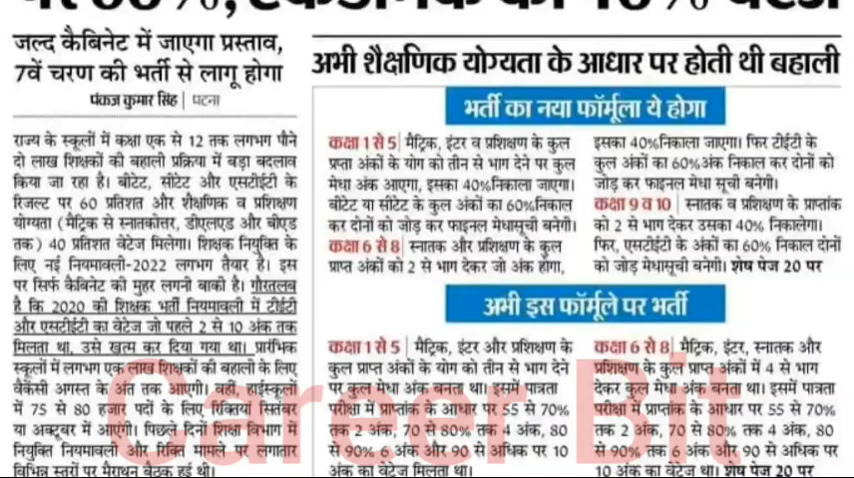 जल्द कैबिनेट में जाएगा प्रस्ताव,
7वें चरण की भर्ती से लागू होगा
पंकज कुमार सिंह | पटना
राज्य के स्कूलों में कक्षा एक से 12 तक लगभग पौने
दो लाख शिक्षकों की बहाली प्रक्रिया में बड़ा बदलाव
किया जा रहा है। बीटेट, सीटेट और एसटीईटी के
रिजल्ट पर 60 प्रतिशत और शैक्षणिक व प्रशिक्षण
योग्यता (मैट्रिक से स्नातकोत्तर, डीएलएड और बीएड
तक) 40 प्रतिशत वेटेज मिलेगा। शिक्षक नियुक्ति के
लिए नई नियमावली-2022 लगभग तैयार है। इस
पर सिर्फ कैबिनेट की मुहर लगनी बाकी है। गौरतलब
है कि 2020 की शिक्षक भर्ती नियमावली में टीईटी
और एसटीईटी का वेटेज जो पहले 2 से 10 अंक तक
मिलता था, उसे खत्म कर दिया गया था। प्रारंभिक
स्कूलों में लगभग एक लाख शिक्षकों की बहाली के लिए
वैकेंसी अगस्त के अंत तक आएगी। वहीं, हाईस्कूलों
में 75 से 80 हजार पदों के लिए रिक्तियां सितंबर
या अक्टूबर में आएंगी। पिछले दिनों शिक्षा विभाग में
नियुक्ति नियमावली और रिक्ति मामले पर लगातार
विभिन्न स्तरों पर मैराथन बैठक हुई थी।
अभी शैक्षणिक योग्यता के आधार पर होती थी बहाली
भर्ती का नया फॉर्मूला ये होगा
कक्षा 1 से 5 | मैट्रिक, इंटर व प्रशिक्षण के कुल
प्रप्ता अंकों के योग को तीन से भाग देने पर कुल
मेधा अंक आएगा, इसका 40%निकाला जाएगा।
बीटेट या सीटेट के कुल अंकों का 60%निकाल
कर दोनों को जोड़ कर फाइनल मेधासूची बनेगी।
कक्षा 6 से 8 | स्नातक और प्रशिक्षण के कुल
प्राप्त अंकों को 2 से भाग देकर जो अंक होगा,
इसका 40%निकाला जाएगा। फिर टीईटी के
कुल अंकों का 60%अंक निकाल कर दोनों को
जोड़ कर फाइनल मेधा सूची बनेगी।
कक्षा 9 व 10 | स्नातक व प्रशिक्षण के प्राप्तांक
को 2 से भाग देकर उसका 40% निकालेगा।
फिर, एसटीईटी के अंकों का 60% निकाल दोनों
को जोड़ मेधासूची बनेगी। शेष पेज 20 पर
अभी इस फॉर्मूले पर भर्ती
कक्षा 1 से 5 | मैट्रिक, इंटर और प्रशिक्षण के
कुल प्राप्त अंकों के योग को तीन से भाग देने
पर कुल मेधा अंक बनता था। इसमें पात्रता
परीक्षा में प्राप्तांक के आधार पर 55 से 70%
तक 2 अंक, 70 से 80% तक 4 अंक, 80
से 90% 6 अंक और 90 से अधिक पर 10
अंक का वेटेज मिलता था।
कक्षा 6 से 8 | मैट्रिक, इंटर, स्नातक और
प्रशिक्षण के कुल प्राप्त अंकों में 4 से भाग
देकर कुल मेधा अंक बनता था। इसमें पात्रता
परीक्षा में प्राप्तांक के आधार पर 55 से 70%
तक 2 अंक, 70 से 80% तक 4 अंक, 80
से 90% तक 6 अंक और 90 से अधिक पर
10 अंक का वेटेज था। शेष पेज 20 पर
Career Bit